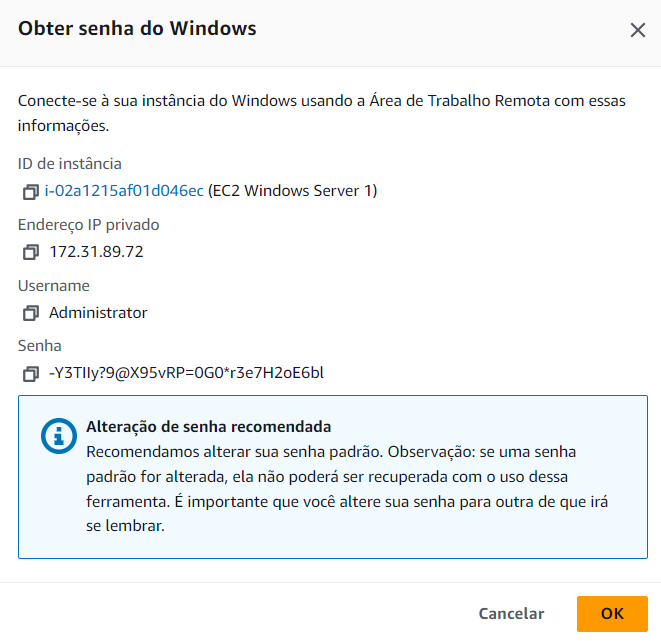 Obter senha do Windows
Conecte-se à sua instância do Windows usando a Área de Trabalho Remota com essas
informações.
ID de instância
i-02a1215af01d046ec (EC2 Windows Server 1)
Endereço IP privado
172.31.89.72
Username
Administrator
Senha
-Y3TIIy?9@X95vRP=0G0*r3e7H2oE6bl
Alteração de senha recomendada
Recomendamos alterar sua senha padrão. Observação: se uma senha
padrão for alterada, ela não poderá ser recuperada com o uso dessa
ferramenta. É importante que você altere sua senha para outra de que irá
se lembrar.
Cancelar
OK